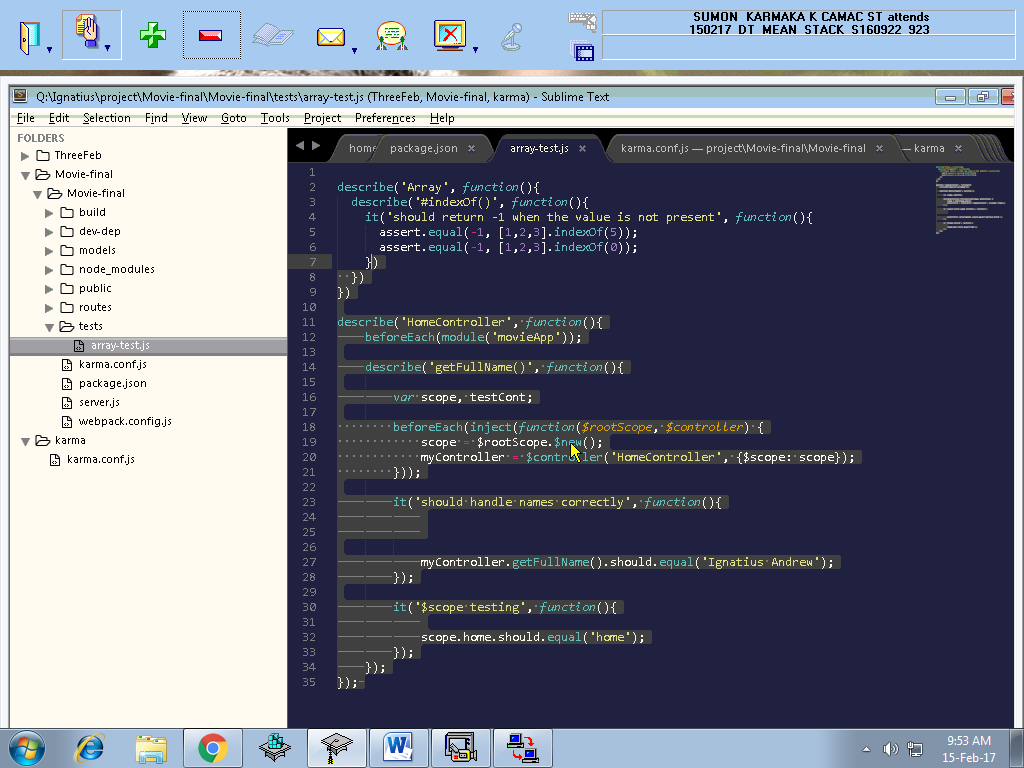 SUMON KARMAKA K CAMAC ST attends
150217 DT MEAN STACK S160922 923
Q:\Ignatius\project\Movie-final\Movie-final\tests\array-test.js (ThreeFeb, Movie-final, karma) - Sublime Text
File Edit Selection Find View Goto Tools Project Preferences Help
FOLDERS
ThreeFeb
Movie-final
Movie-final
build
dev-dep
models
node_modules
public
routes
tests
array-test.js
karma.conf.js
package.json
server.js
webpack.config.js
karma
karma.conf.js
home package.json array-test.js karma.conf.js — project\Movie-final\Movie-final — karma
1
2 describe('Array', function(){
3 describe('#indexOf()', function(){
4 it('should return -1 when the value is not present', function(){
5 assert.equal(-1, [1,2,3].indexOf(5));
6 assert.equal(-1, [1,2,3].indexOf(0));
7 })
8 })
9 })
10
11 describe('HomeController', function(){
12 beforeEach(module('movieApp'));
13
14 describe('getFullName()', function(){
15
16 var scope, testCont;
17
18 beforeEach(inject(function($rootScope, $controller) {
19 scope = $rootScope.$new();
20 myController = $controller('HomeController', {$scope: scope});
21 }));
22
23 it('should handle names correctly', function(){
24
25
26
27 myController.getFullName().should.equal('Ignatius Andrew');
28 });
29
30 it('$scope testing', function(){
31
32 scope.home.should.equal('home');
33 });
34 });
35 });
9:53 AM
15-Feb-17